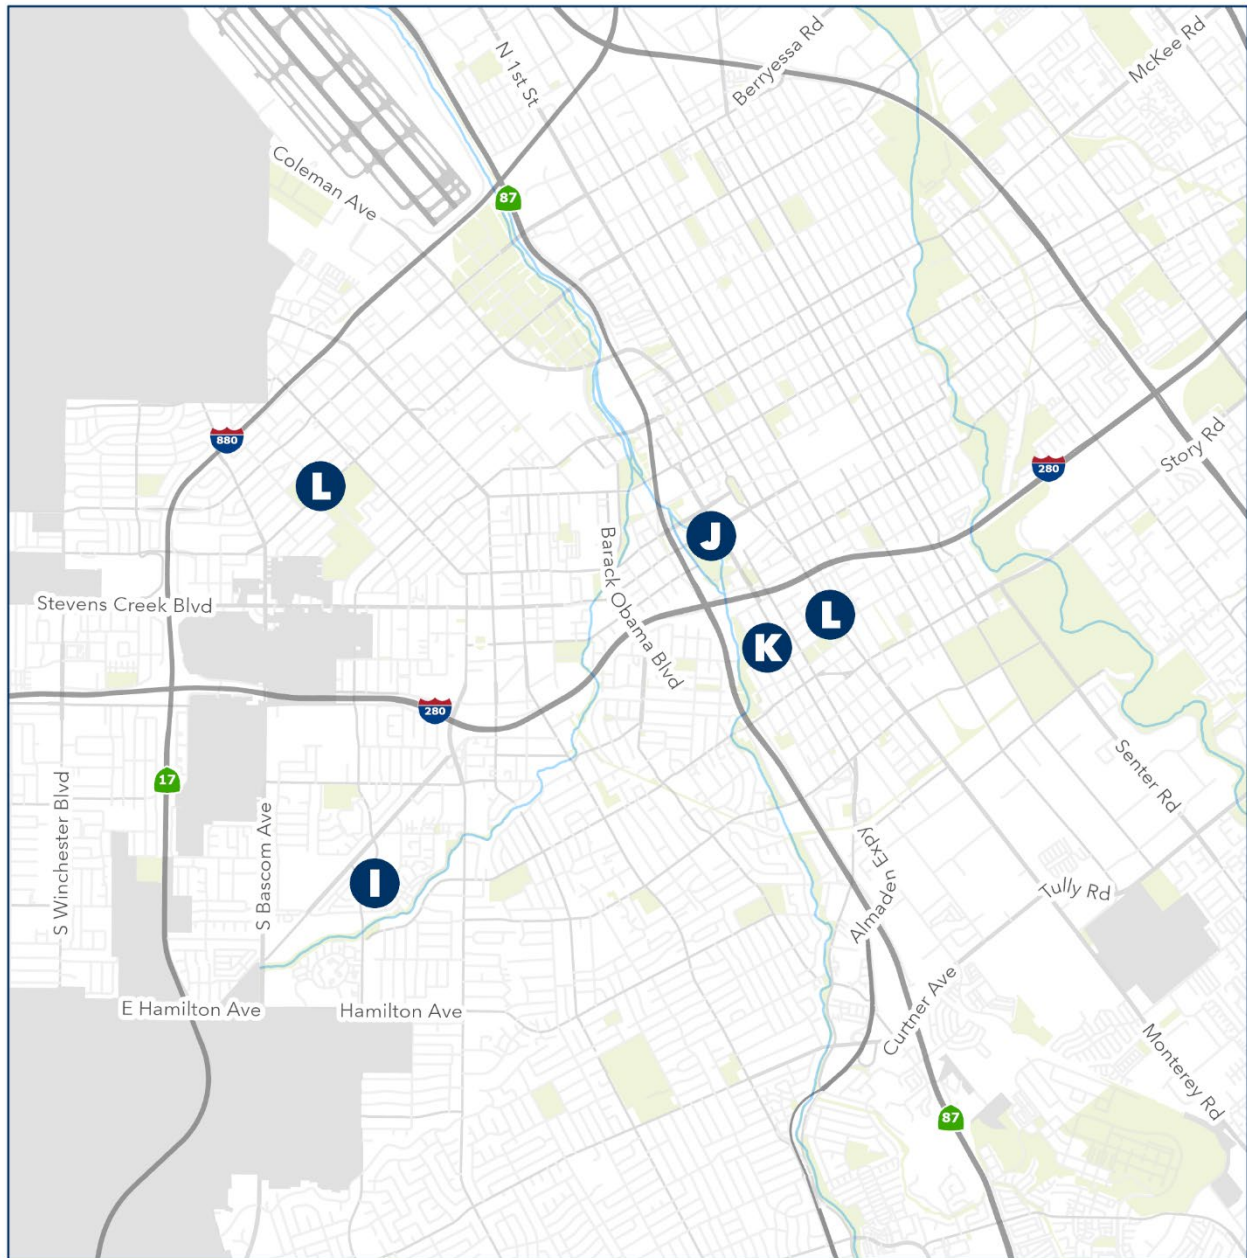 N 1st St
Berryessa Rd
McKee Rd
Coleman Ave
87
880
L
Story Rd
280
J
Barack Obama Blvd
Stevens Creek Blvd
L
K
280
17
S Winchester Blvd
S Bascom Ave
Senter Rd
I
Almaden Expy
Tully Rd
E Hamilton Ave
Hamilton Ave
Curtner Ave
Monterey Rd
87